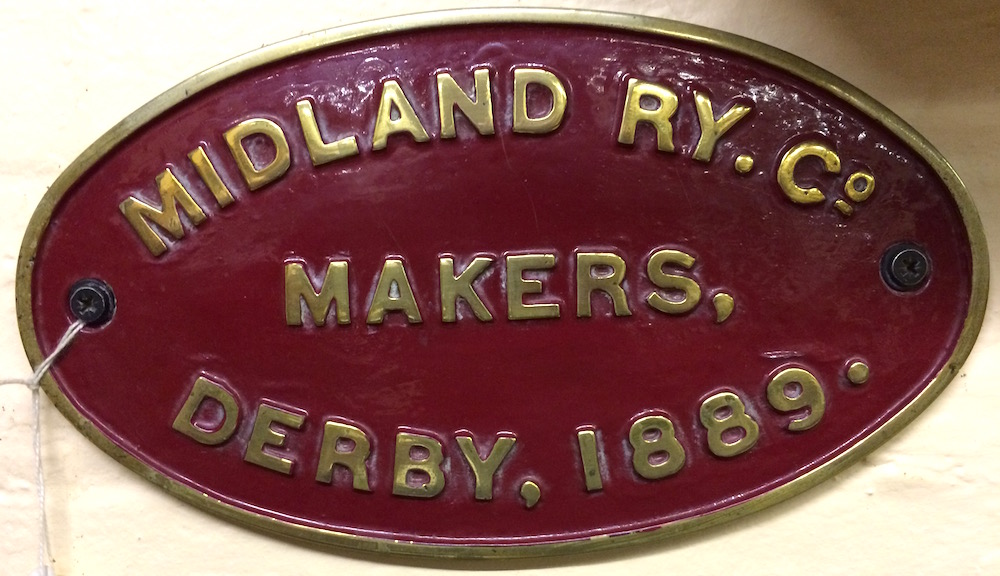 MIDLAND RY. Cº
MAKERS,
DERBY, 1889.